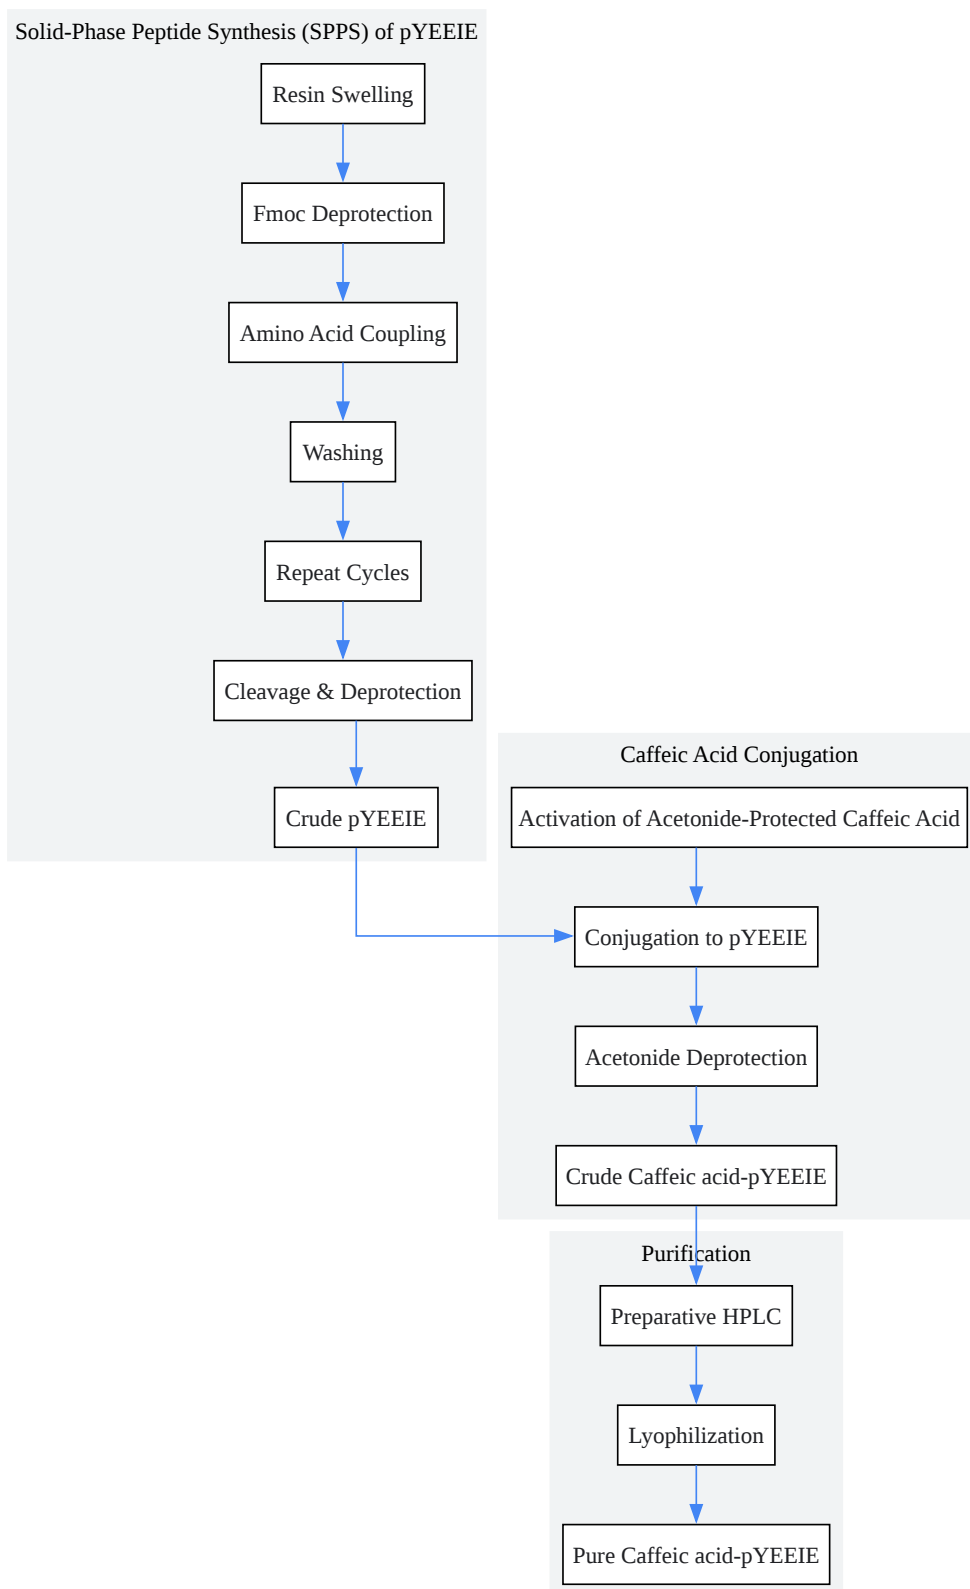 Solid-Phase Peptide Synthesis (SPPS) of pYEEIE
Resin Swelling
Fmoc Deprotection
Amino Acid Coupling
Washing
Repeat Cycles
Cleavage & Deprotection
Crude pYEEIE
Caffeic Acid Conjugation
Activation of Acetonide-Protected Caffeic Acid
Conjugation to pYEEIE
Acetonide Deprotection
Crude Caffeic acid-pYEEIE
Purification
Preparative HPLC
Lyophilization
Pure Caffeic acid-pYEEIE